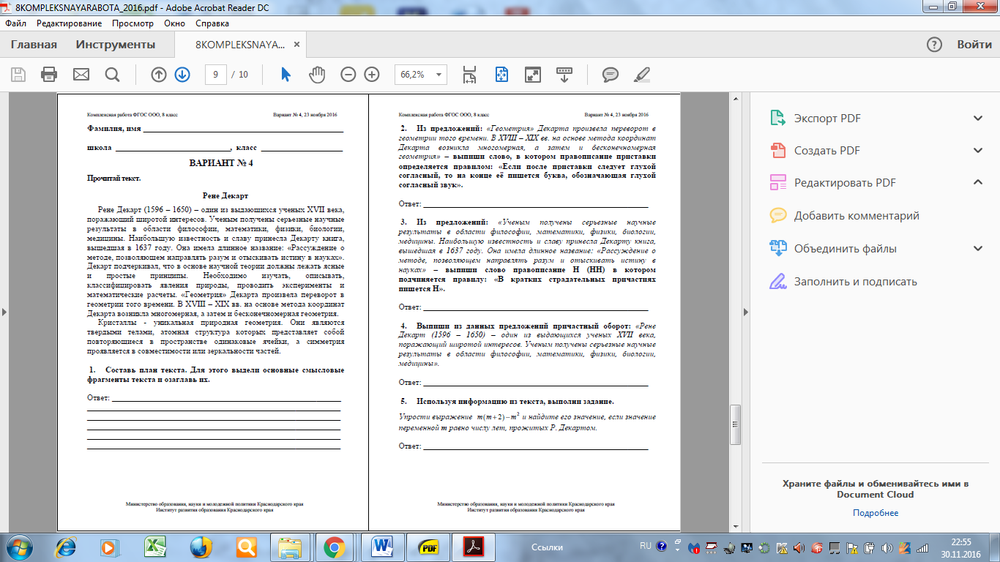 8KOMPLEKSNAYARABOTA_2016.pdf - Adobe Acrobat Reader DC
Файл Редактирование Просмотр Окно Справка
Главная Инструменты 8KOMPLEKSNAYA... × Войти
9 / 10 66,2%
Комплексная работа ФГОС ООО, 8 класс Вариант № 4, 23 ноября 2016
Фамилия, имя
школа , класс
ВАРИАНТ № 4
Прочитай текст.
Рене Декарт
Рене Декарт (1596 – 1650) – один из выдающихся ученых XVII века,
поражающий широтой интересов. Ученым получены серьезные научные
результаты в области философии, математики, физики, биологии,
медицины. Наибольшую известность и славу принесла Декарту книга,
вышедшая в 1637 году. Она имела длинное название: «Рассуждение о
методе, позволяющем направлять разум и отыскивать истину в науках».
Декарт подчеркивал, что в основе научной теории должны лежать ясные
и простые принципы. Необходимо изучать, описывать,
классифицировать явления природы, проводить эксперименты и
математические расчеты. «Геометрия» Декарта произвела переворот в
геометрии того времени. В XVIII – XIX вв. на основе метода координат
Декарта возникла многомерная, а затем и бесконечномерная геометрия.
Кристаллы - уникальная природная геометрия. Они являются
твердыми телами, атомная структура которых представляет собой
повторяющиеся в пространстве одинаковые ячейки, а симметрия
проявляется в совместимости или зеркальности частей.
1. Составь план текста. Для этого выдели основные смысловые
фрагменты текста и озаглавь их.
Ответ:
Министерство образования, науки и молодежной политики Краснодарского края
Институт развития образования Краснодарского края
Комплексная работа ФГОС ООО, 8 класс Вариант № 4, 23 ноября 2016
2. Из предложений: «Геометрия» Декарта произвела переворот в
геометрии того времени. В XVIII – XIX вв. на основе метода координат
Декарта возникла многомерная, а затем и бесконечномерная
геометрия» – выпиши слово, в котором правописание приставки
определяется правилом: «Если после приставки следует глухой
согласный, то на конце её пишется буква, обозначающая глухой
согласный звук».
Ответ:
3. Из предложений: «Ученым получены серьезные научные
результаты в области философии, математики, физики, биологии,
медицины. Наибольшую известность и славу принесла Декарту книга,
вышедшая в 1637 году. Она имела длинное название: «Рассуждение о
методе, позволяющем направлять разум и отыскивать истину в
науках» – выпиши слово правописание Н (НН) в котором
подчиняется правилу: «В кратких страдательных причастиях
пишется Н».
Ответ:
4. Выпиши из данных предложений причастный оборот: «Рене
Декарт (1596 – 1650) – один из выдающихся ученых XVII века,
поражающий широтой интересов. Ученым получены серьезные научные
результаты в области философии, математики, физики, биологии,
медицины».
Ответ:
5. Используя информацию из текста, выполни задание.
Упрости выражение m(m+2)−m² и найдите его значение, если значение
переменной m равно числу лет, прожитых Р. Декартом.
Ответ:
Министерство образования, науки и молодежной политики Краснодарского края
Институт развития образования Краснодарского края
Экспорт PDF
Создать PDF
Редактировать PDF
Добавить комментарий
Объединить файлы
Заполнить и подписать
Храните файлы и обменивайтесь ими в
Document Cloud
Подробнее
PDF
Ссылки
RU
22:55
30.11.2016